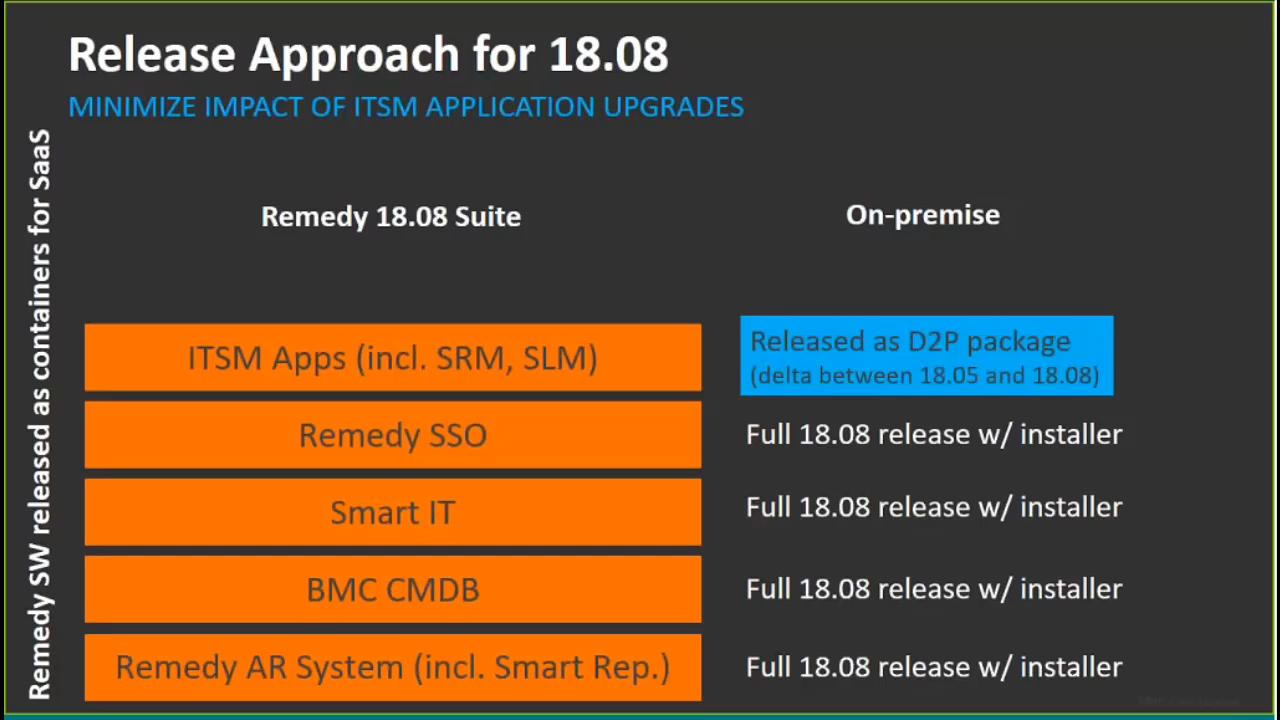 Release Approach for 18.08
MINIMIZE IMPACT OF ITSM APPLICATION UPGRADES
Remedy SW released as containers for SaaS
Remedy 18.08 Suite
On-premise
ITSM Apps (incl. SRM, SLM)
Released as D2P package
(delta between 18.05 and 18.08)
Remedy SSO
Full 18.08 release w/ installer
Smart IT
Full 18.08 release w/ installer
BMC CMDB
Full 18.08 release w/ installer
Remedy AR System (incl. Smart Rep.)
Full 18.08 release w/ installer